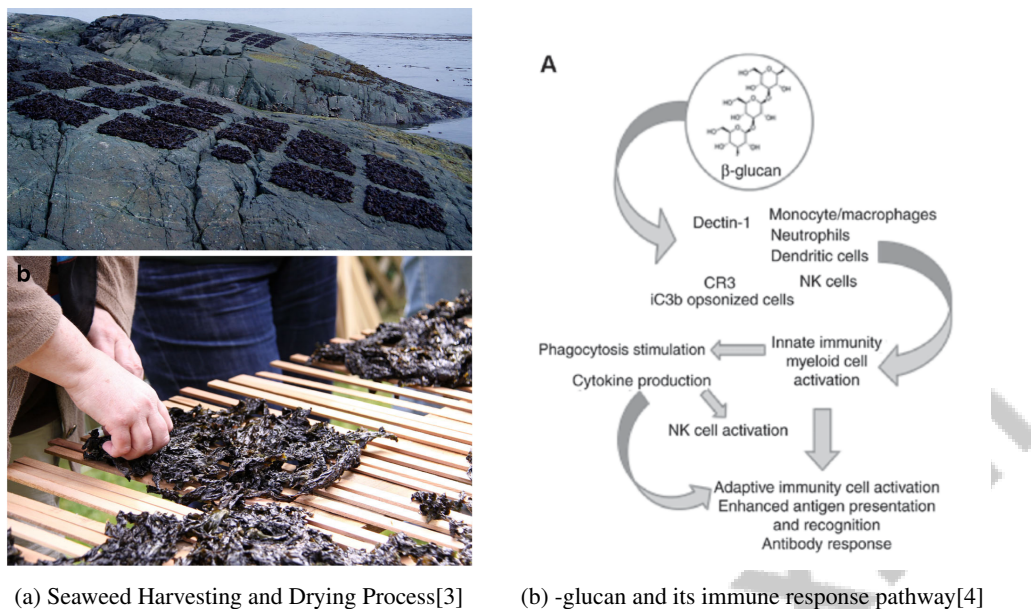 b
A
β-glucan
Dectin-1
Monocyte/macrophages
Neutrophils
Dendritic cells
CR3
iC3b opsonized cells
NK cells
Phagocytosis stimulation
Innate immunity
myeloid cell
activation
Cytokine production
NK cell activation
Adaptive immunity cell activation
Enhanced antigen presentation
and recognition
Antibody response
(a) Seaweed Harvesting and Drying Process[3]
(b) -glucan and its immune response pathway[4]